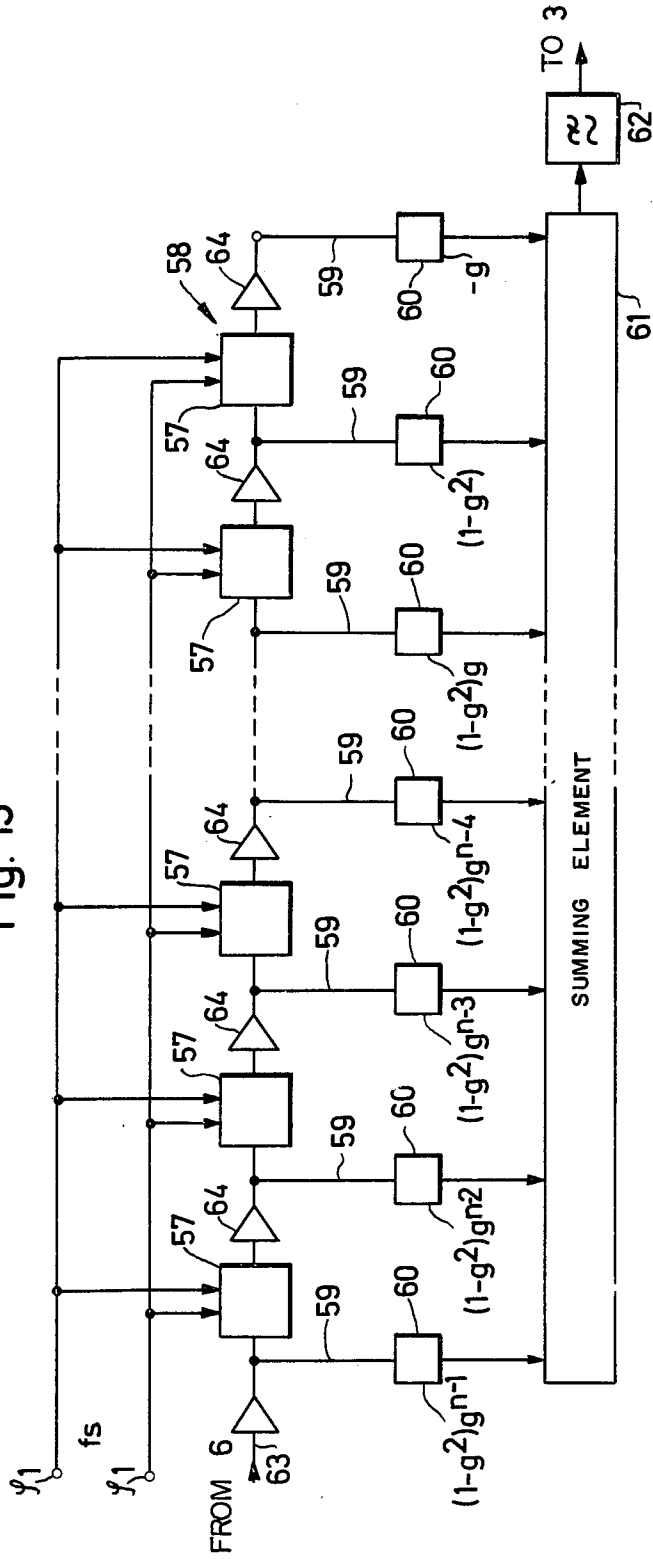 Fig.
φ1
fs
φ1
58
57 57 57 57 57
64 64 64 64 64
FROM 6
63
59 59 59 59 59 59 59
60 60 60 60 60 60 60
(1-g²)gⁿ⁻¹
(1-g²)gⁿ⁻²
(1-g²)gⁿ⁻³
(1-g²)gⁿ⁻⁴
(1-g²)g
(1-g²)
-g
SUMMING ELEMENT
61
62
TO 3